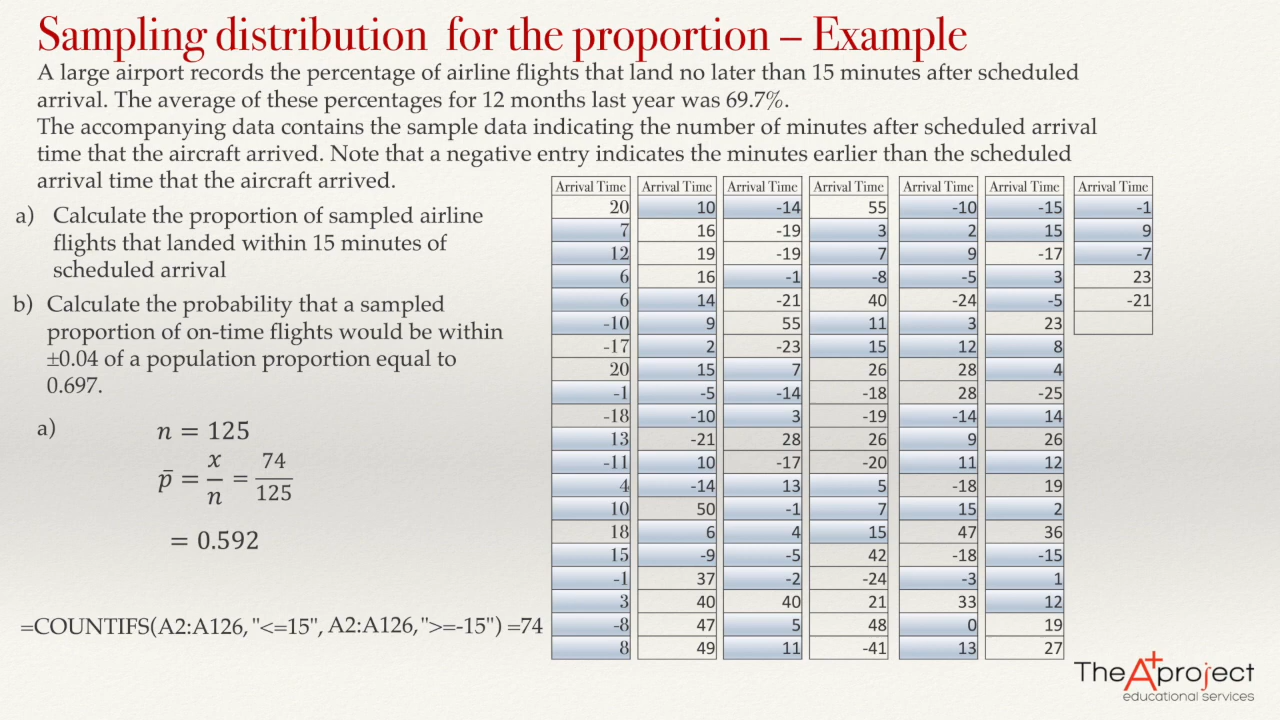 Sampling distribution for the proportion – Example
A large airport records the percentage of airline flights that land no later than 15 minutes after scheduled
arrival. The average of these percentages for 12 months last year was 69.7%.
The accompanying data contains the sample data indicating the number of minutes after scheduled arrival
time that the aircraft arrived. Note that a negative entry indicates the minutes earlier than the scheduled
arrival time that the aircraft arrived.
a) Calculate the proportion of sampled airline
flights that landed within 15 minutes of
scheduled arrival
b) Calculate the probability that a sampled
proportion of on-time flights would be within
±0.04 of a population proportion equal to
0.697.
a) n = 125
p̄ = x/n = 74/125
= 0.592
=COUNTIFS(A2:A126, "<=15", A2:A126, ">=-15") =74
Arrival Time Arrival Time Arrival Time Arrival Time Arrival Time Arrival Time Arrival Time
20 10 -14 55 -10 -15 -1
7 16 -19 3 2 15 9
12 19 -19 7 9 -17 -7
6 16 -1 -8 -5 3 23
6 14 -21 40 -24 -5 -21
-10 9 55 11 3 23
-17 2 -23 15 12 8
20 15 7 26 28 4
-1 -5 -14 -18 28 -25
-18 -10 3 -19 -14 14
13 -21 28 26 9 26
-11 10 -17 -20 11 12
4 -14 13 5 -18 19
10 50 -1 7 15 2
18 6 4 15 47 36
15 -9 -5 42 -18 -15
-1 37 -2 -24 -3 1
3 40 40 21 33 12
-8 47 5 48 0 19
8 49 11 -41 13 27
The A+ project
educational services